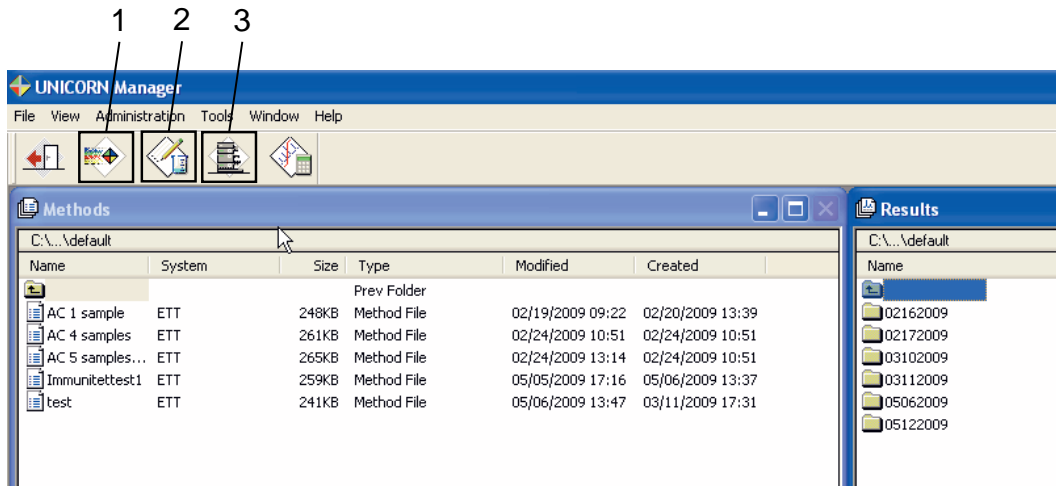 1 2 3
UNICORN Manager
File View Administration Tools Window Help
Methods
C:\...\default
Name System Size Type Modified Created
Prev Folder
AC 1 sample ETT 248KB Method File 02/19/2009 09:22 02/20/2009 13:39
AC 4 samples ETT 261KB Method File 02/24/2009 10:51 02/24/2009 10:51
AC 5 samples... ETT 265KB Method File 02/24/2009 13:14 02/24/2009 10:51
Immunitettest1 ETT 259KB Method File 05/05/2009 17:16 05/06/2009 13:37
test ETT 241KB Method File 05/06/2009 13:47 03/11/2009 17:31
Results
C:\...\default
Name
02162009
02172009
03102009
03112009
05062009
05122009